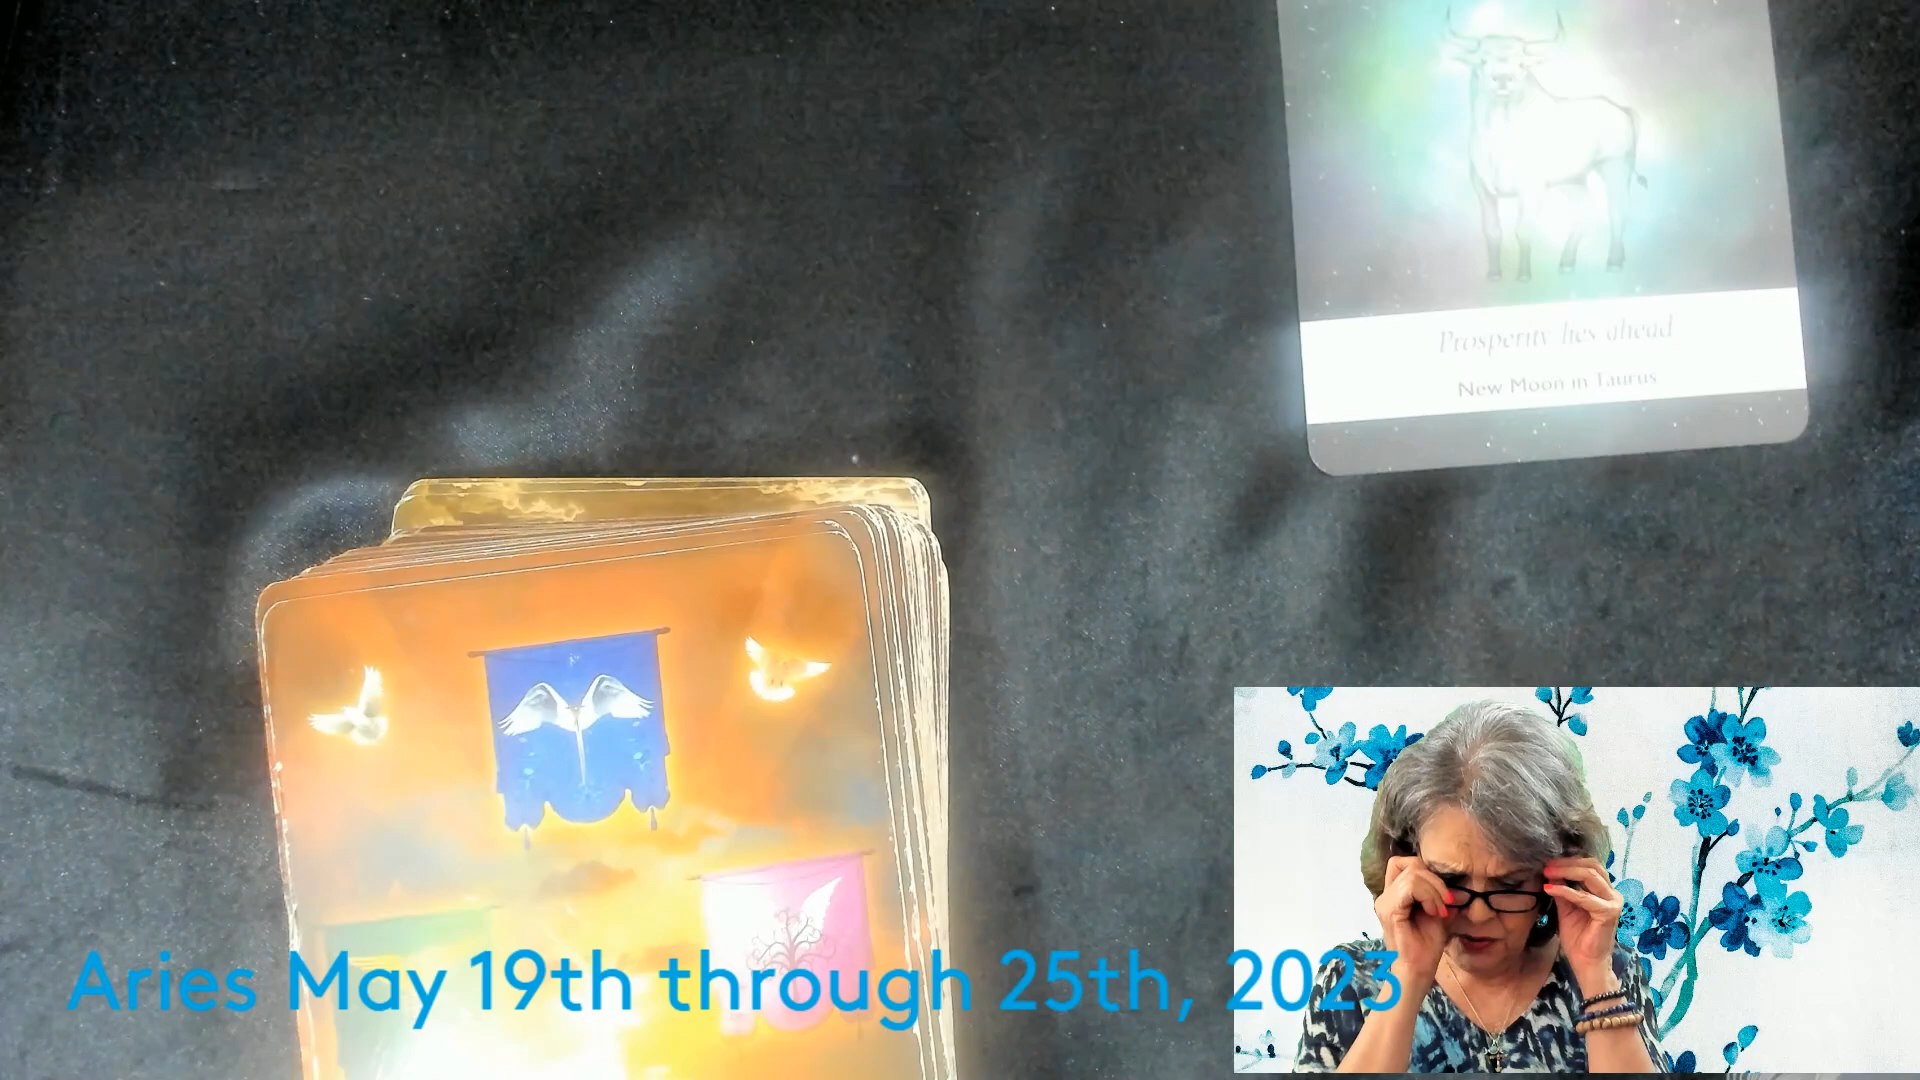 Prosperity lies ahead
New Moon in Taurus
Aries May 19th through 25th, 2023